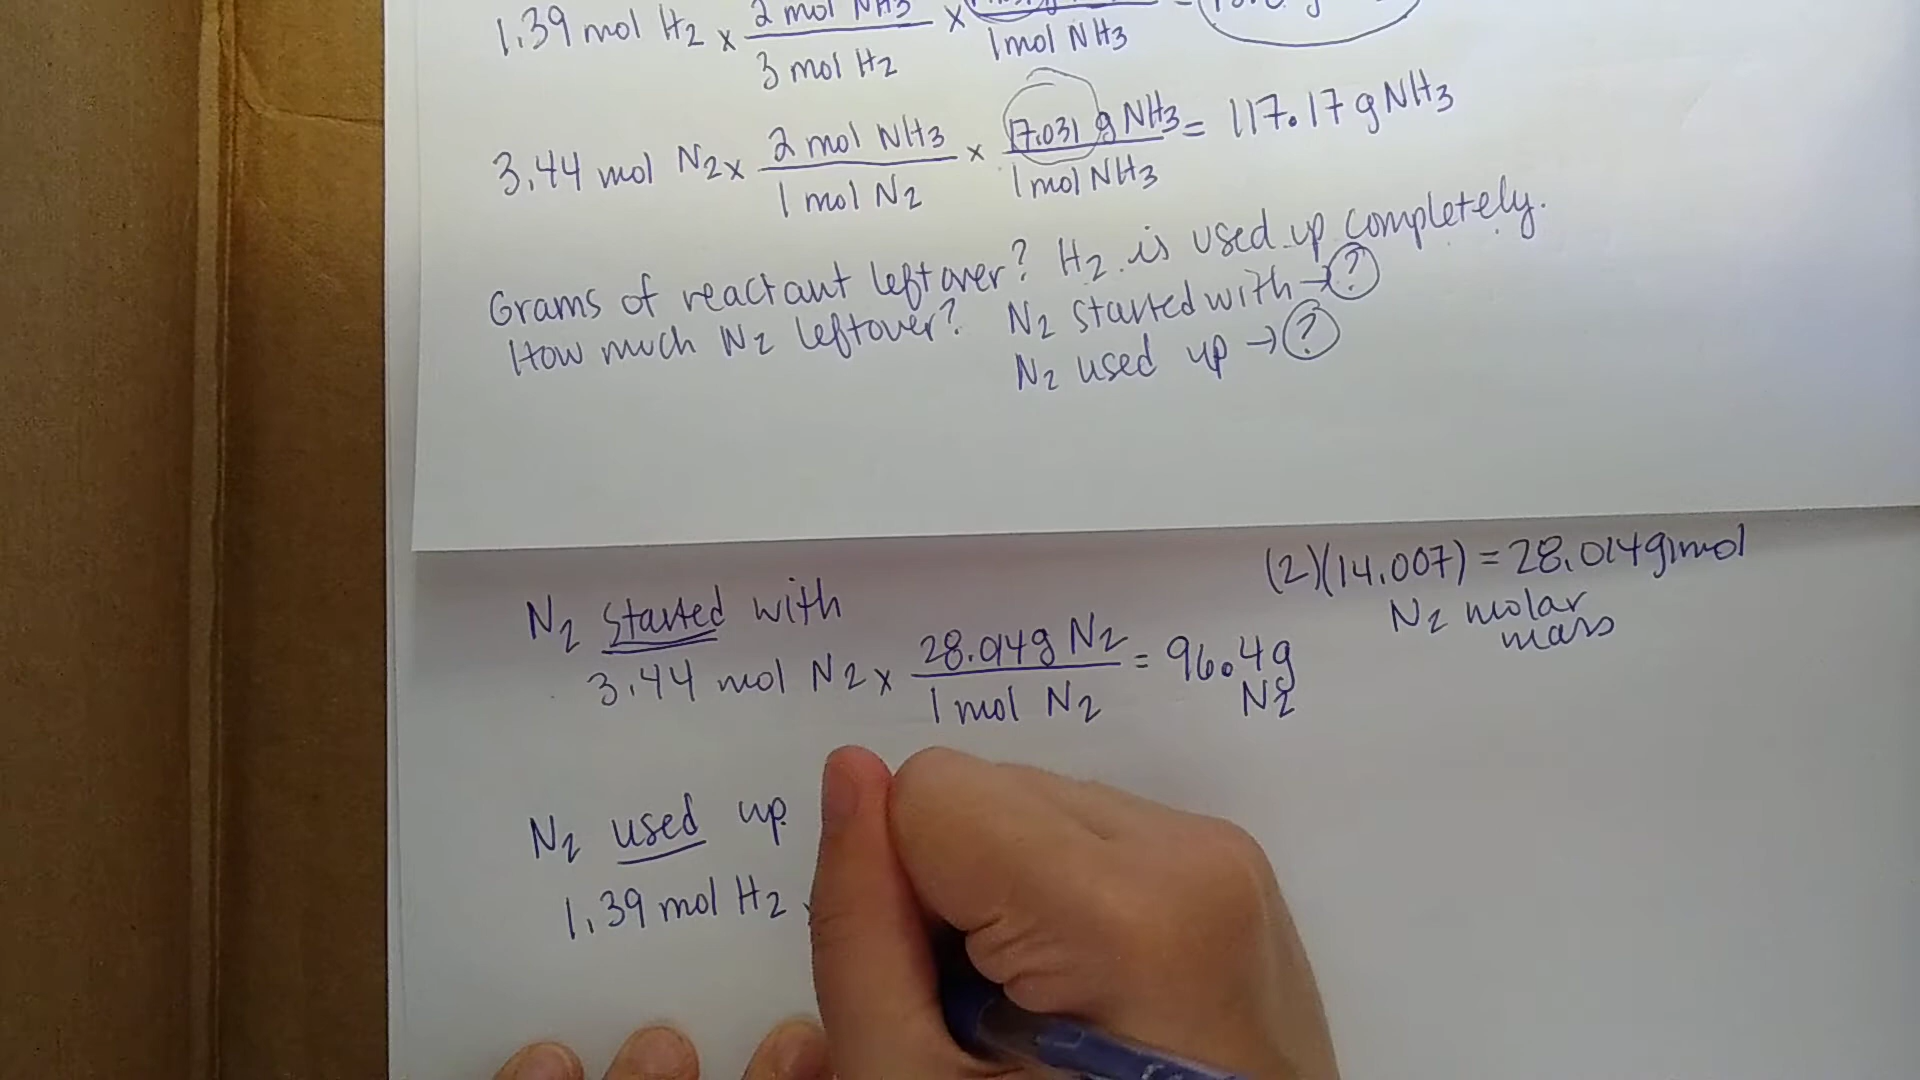 1.39 mol H2 x 2 mol NH3 / 3 mol H2 x / 1 mol NH3 =
3.44 mol N2 x 2 mol NH3 / 1 mol N2 x 17.031 g NH3 / 1 mol NH3 = 117.17 g NH3
Grams of reactant leftover? H2 is used up completely.
How much N2 leftover? N2 started with → ?
N2 used up → ?
(2)(14.007) = 28.014 g/mol
N2 molar
mass
N2 started with
3.44 mol N2 x 28.014 g N2 / 1 mol N2 = 96.4 g
N2
N2 used up
1.39 mol H2